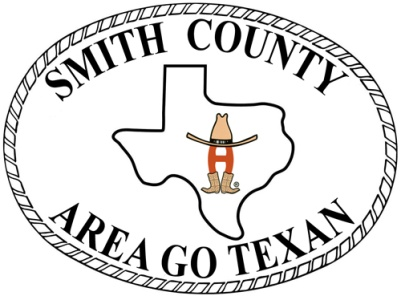 SMITH COUNTY
H
®
AREA GO TEXAN